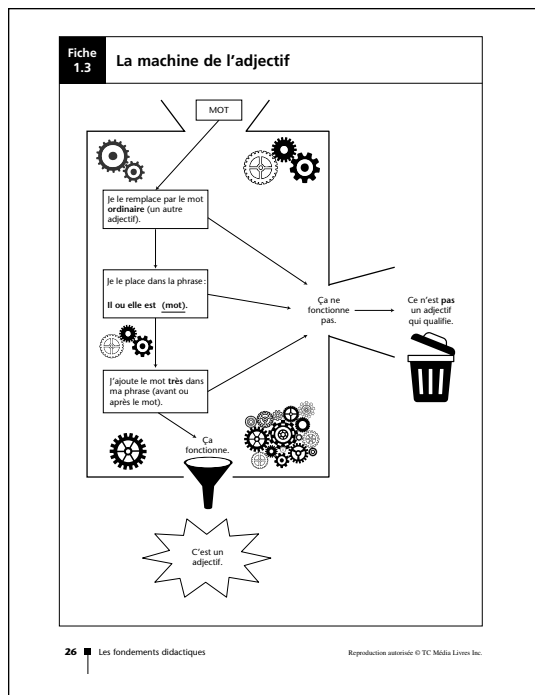 Fiche
1.3
La machine de l’adjectif
MOT
Je le remplace par le mot
ordinaire (un autre
adjectif).
Je le place dans la phrase :
Il ou elle est (mot).
J’ajoute le mot très dans
ma phrase (avant ou
après le mot).
Ça ne
fonctionne
pas.
Ce n’est pas
un adjectif
qui qualifie.
Ça
fonctionne.
C’est un
adjectif.
26 Les fondements didactiques
Reproduction autorisée © TC Média Livres Inc.